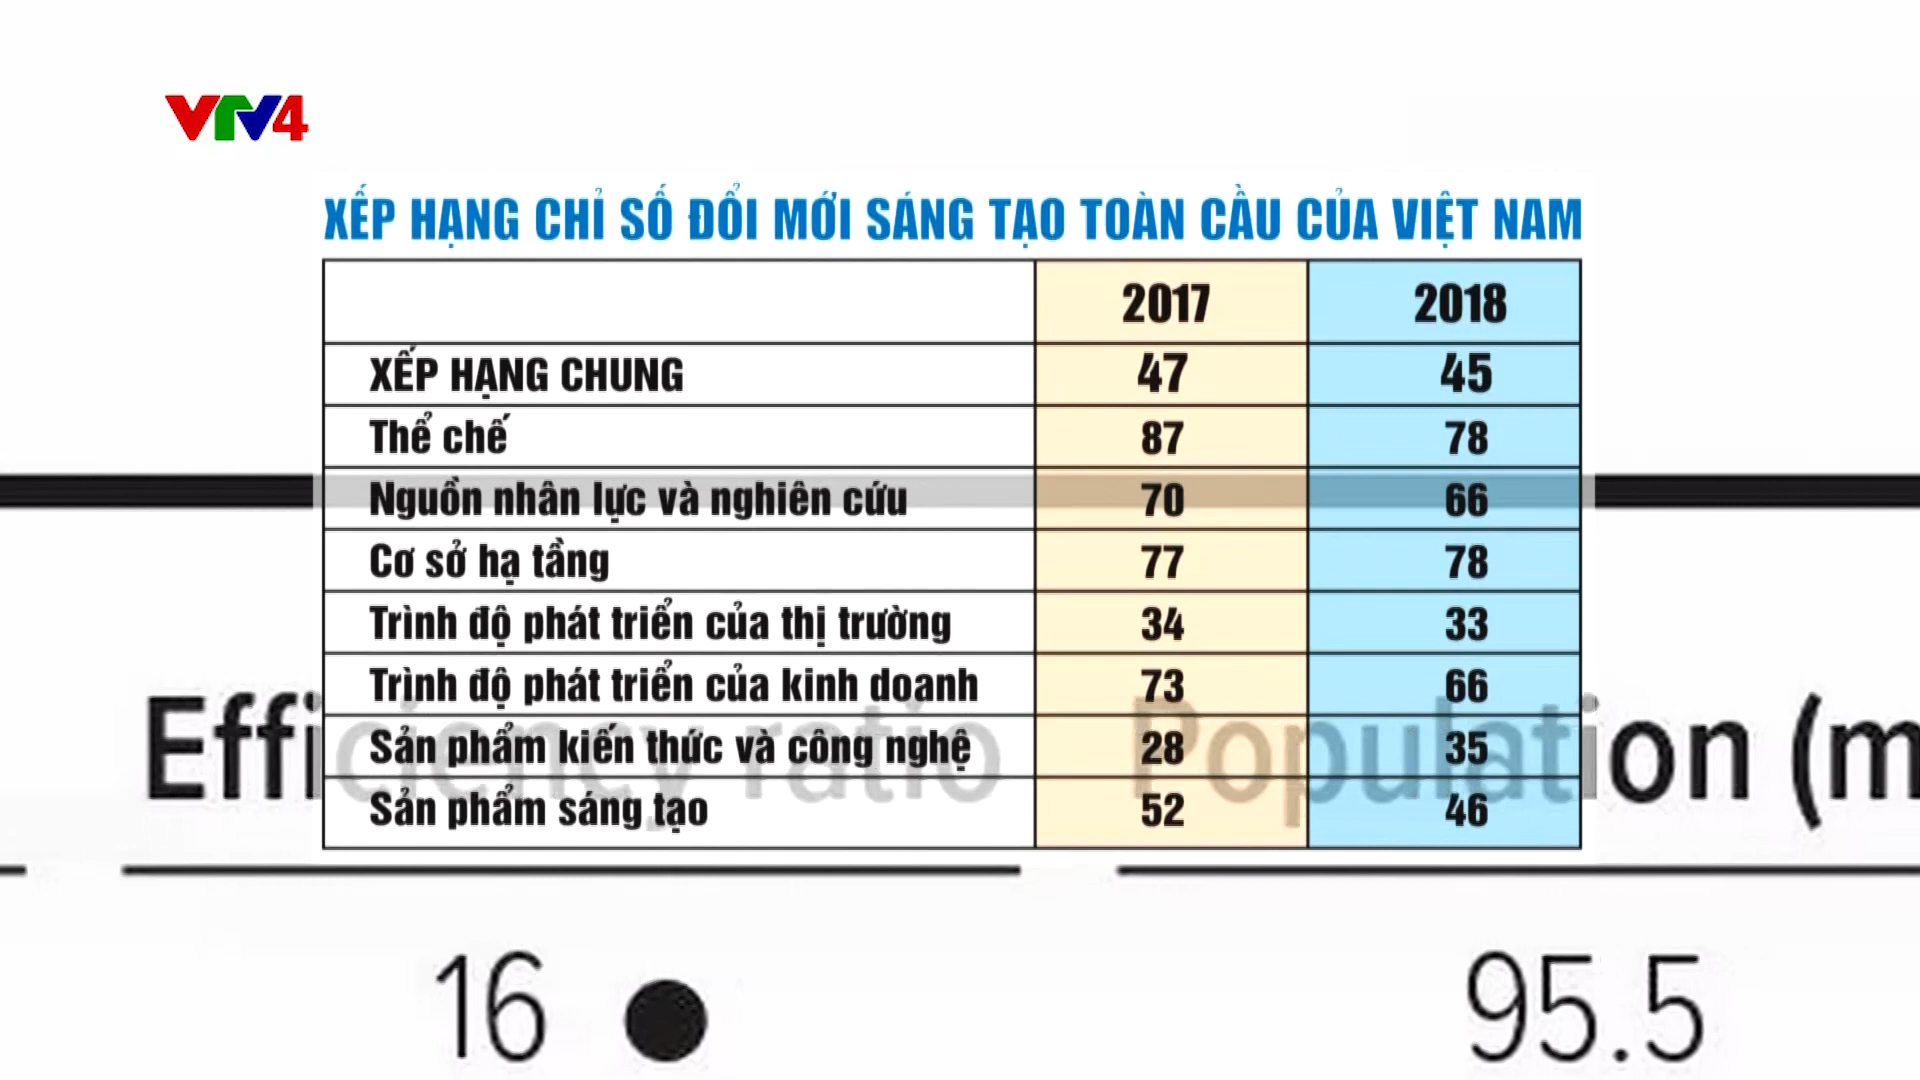 VTV4
XẾP HẠNG CHỈ SỐ ĐỔI MỚI SÁNG TẠO TOÀN CẦU CỦA VIỆT NAM
2017 2018
XẾP HẠNG CHUNG 47 45
Thể chế 87 78
Nguồn nhân lực và nghiên cứu 70 66
Cơ sở hạ tầng 77 78
Trình độ phát triển của thị trường 34 33
Trình độ phát triển của kinh doanh 73 66
Sản phẩm kiến thức và công nghệ 28 35
Sản phẩm sáng tạo 52 46
Efficiency ratio Population (m
16 95.5